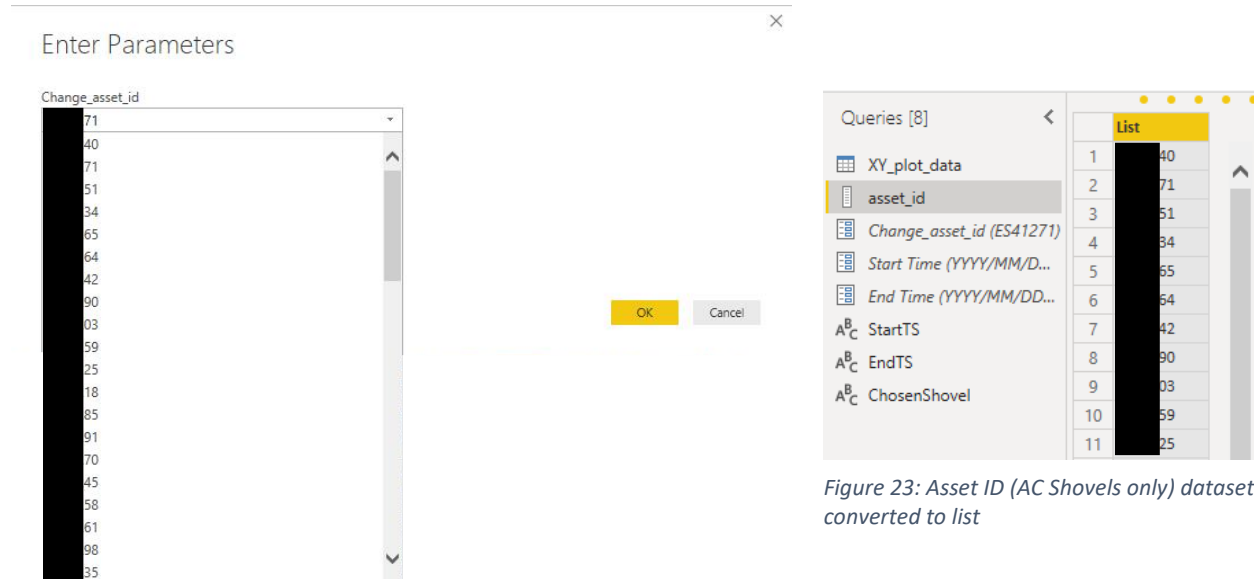 Enter Parameters
Change_asset_id
71
40
71
51
34
65
64
42
90
03
59
25
18
85
91
70
45
58
61
98
35
OK
Cancel
Queries [8]
XY_plot_data
asset_id
Change_asset_id (ES41271)
Start Time (YYYY/MM/D...
End Time (YYYY/MM/DD...
ABC StartTS
ABC EndTS
ABC ChosenShovel
List
1 40
2 71
3 51
4 34
5 65
6 64
7 42
8 90
9 03
10 59
11 25
Figure 23: Asset ID (AC Shovels only) dataset
converted to list